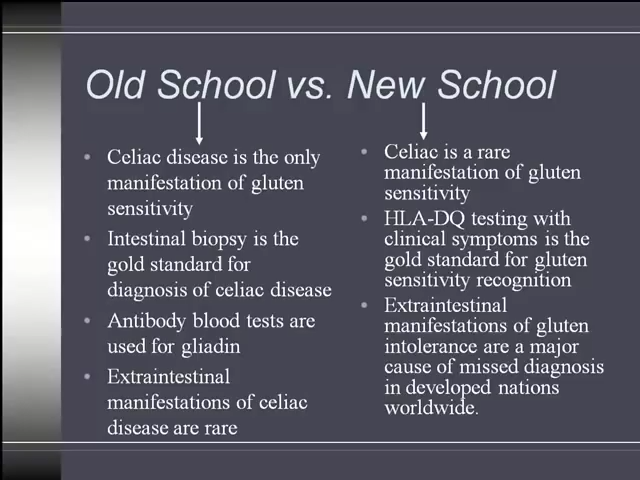 Old School vs. New School
• Celiac disease is the only
manifestation of gluten
sensitivity
• Intestinal biopsy is the
gold standard for
diagnosis of celiac disease
• Antibody blood tests are
used for gliadin
• Extraintestinal
manifestations of celiac
disease are rare
• Celiac is a rare
manifestation of gluten
sensitivity
• HLA-DQ testing with
clinical symptoms is the
gold standard for gluten
sensitivity recognition
• Extraintestinal
manifestations of gluten
intolerance are a major
cause of missed diagnosis
in developed nations
worldwide.